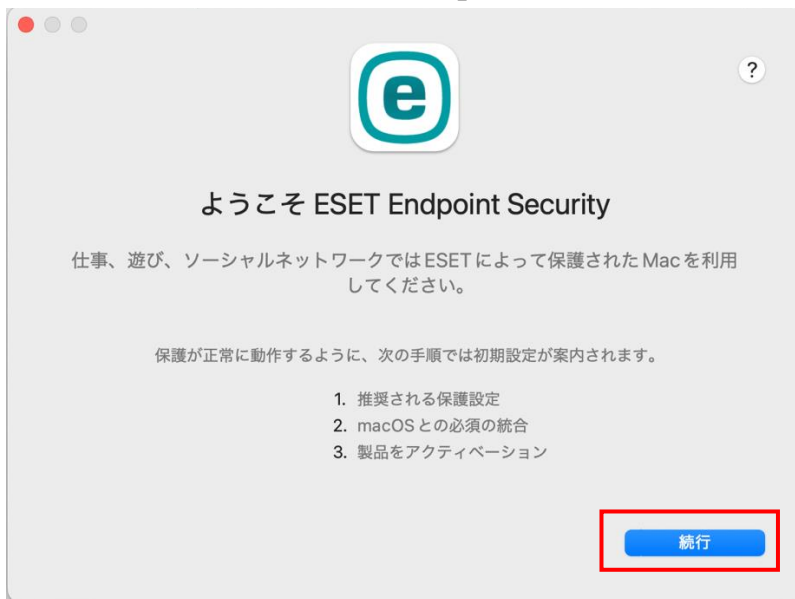 e
?
ようこそ ESET Endpoint Security
仕事、遊び、ソーシャルネットワークではESETによって保護されたMacを利用
してください。
保護が正常に動作するように、次の手順では初期設定が案内されます。
1. 推奨される保護設定
2. macOSとの必須の統合
3. 製品をアクティベーション
続行